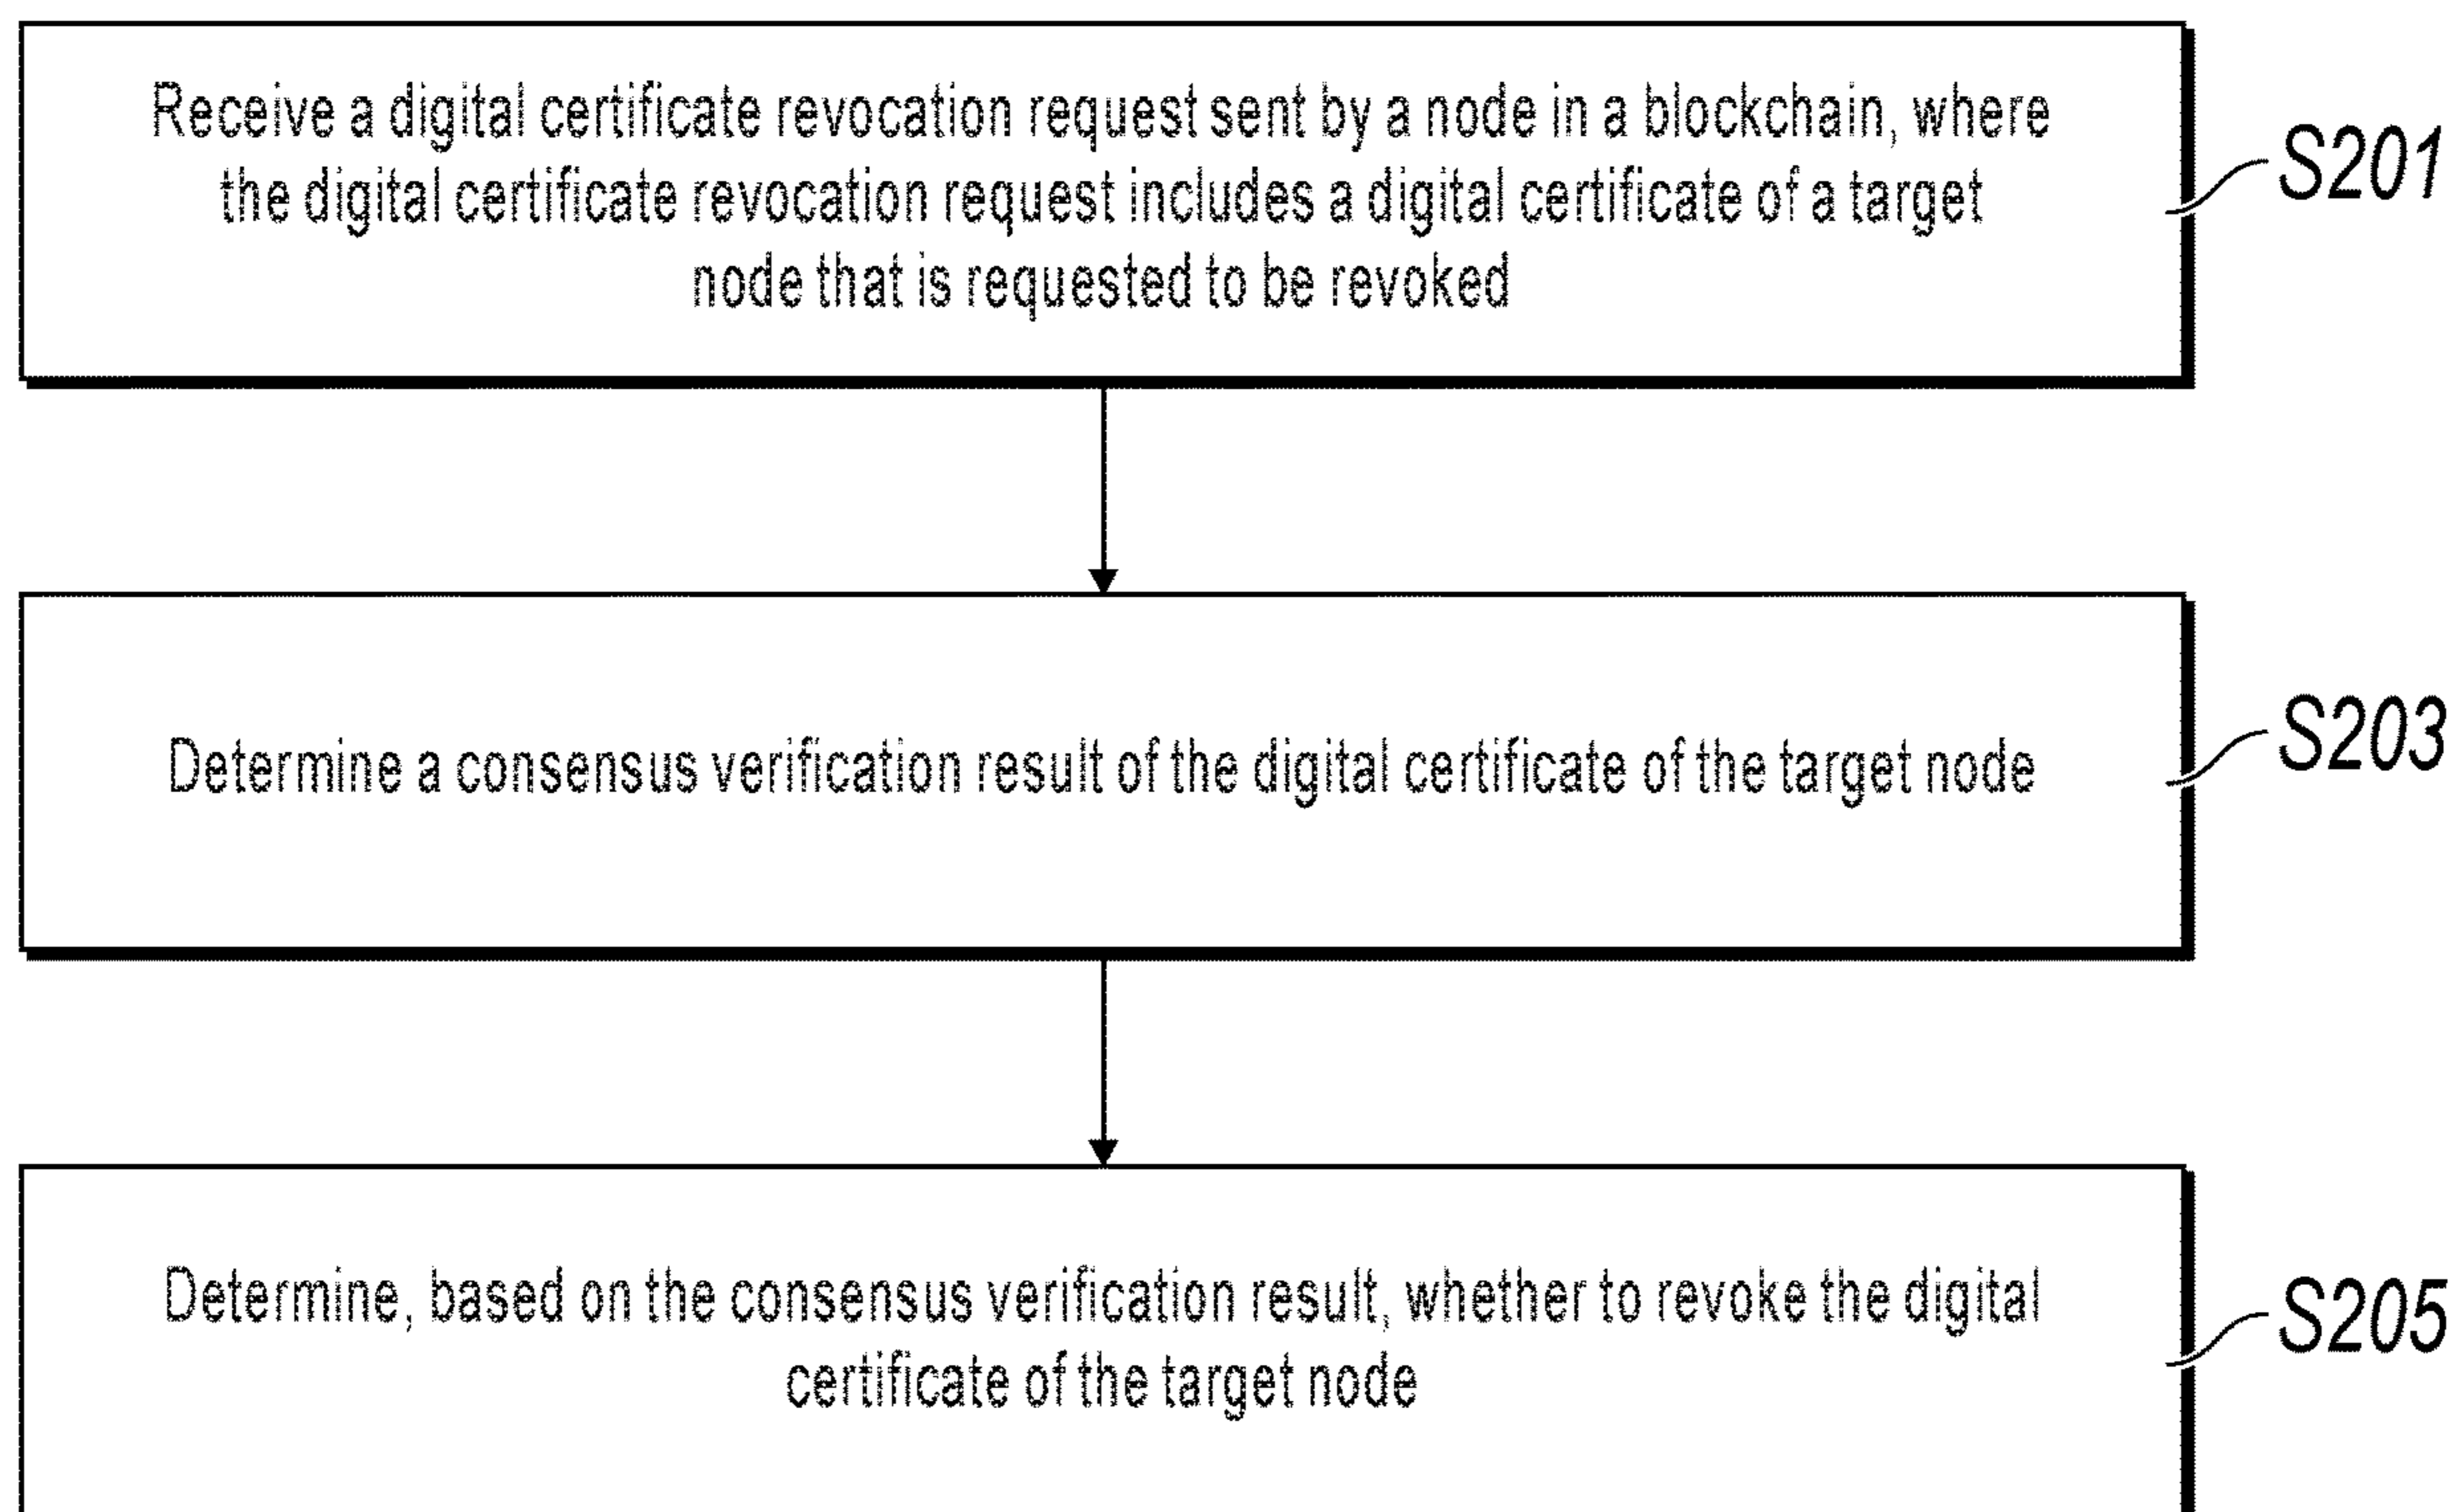 Receive a digital certificate revocation request sent by a node in a blockchain, where
the digital certificate revocation request includes a digital certificate of a target
node that is requested to be revoked
S201
Determine a consensus verification result of the digital certificate of the target node
S203
Determine, based on the consensus verification result, whether to revoke the digital
certificate of the target node
S205